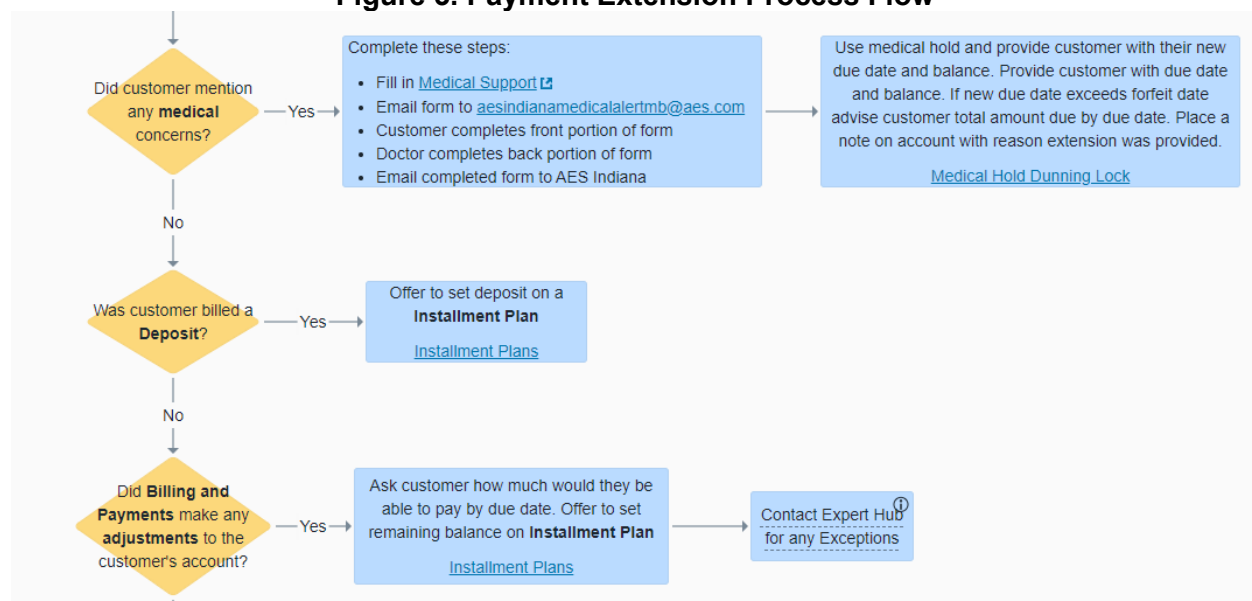 Figure 3. Payment Extension Process Flow
Did customer mention
any medical
concerns?
Yes
Complete these steps:
• Fill in Medical Support
• Email form to aesindianamedicalalertmb@aes.com
• Customer completes front portion of form
• Doctor completes back portion of form
• Email completed form to AES Indiana
Use medical hold and provide customer with their new
due date and balance. Provide customer with due date
and balance. If new due date exceeds forfeit date
advise customer total amount due by due date. Place a
note on account with reason extension was provided.
Medical Hold Dunning Lock
No
Was customer billed a
Deposit?
Yes
Offer to set deposit on a
Installment Plan
Installment Plans
No
Did Billing and
Payments make any
adjustments to the
customer's account?
Yes
Ask customer how much would they be
able to pay by due date. Offer to set
remaining balance on Installment Plan
Installment Plans
Contact Expert Hub
for any Exceptions